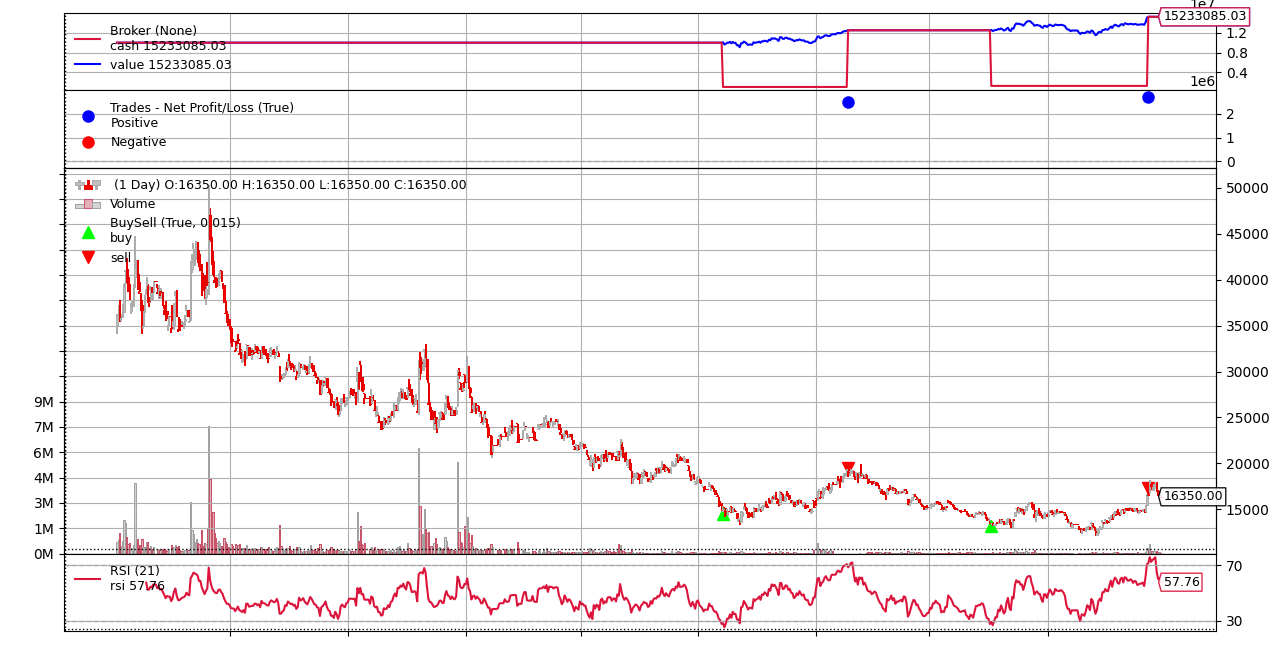 1e7
Broker (None)
cash 15233085.03
value 15233085.03
15233085.03
1.2
0.8
0.4
1e6
Trades - Net Profit/Loss (True)
Positive
Negative
2
1
0
(1 Day) O:16350.00 H:16350.00 L:16350.00 C:16350.00
Volume
BuySell (True, 0.015)
buy
sell
50000
45000
40000
35000
30000
25000
20000
15000
16350.00
9M
7M
6M
4M
3M
1M
0M
RSI (21)
rsi 57.76
70
57.76
30